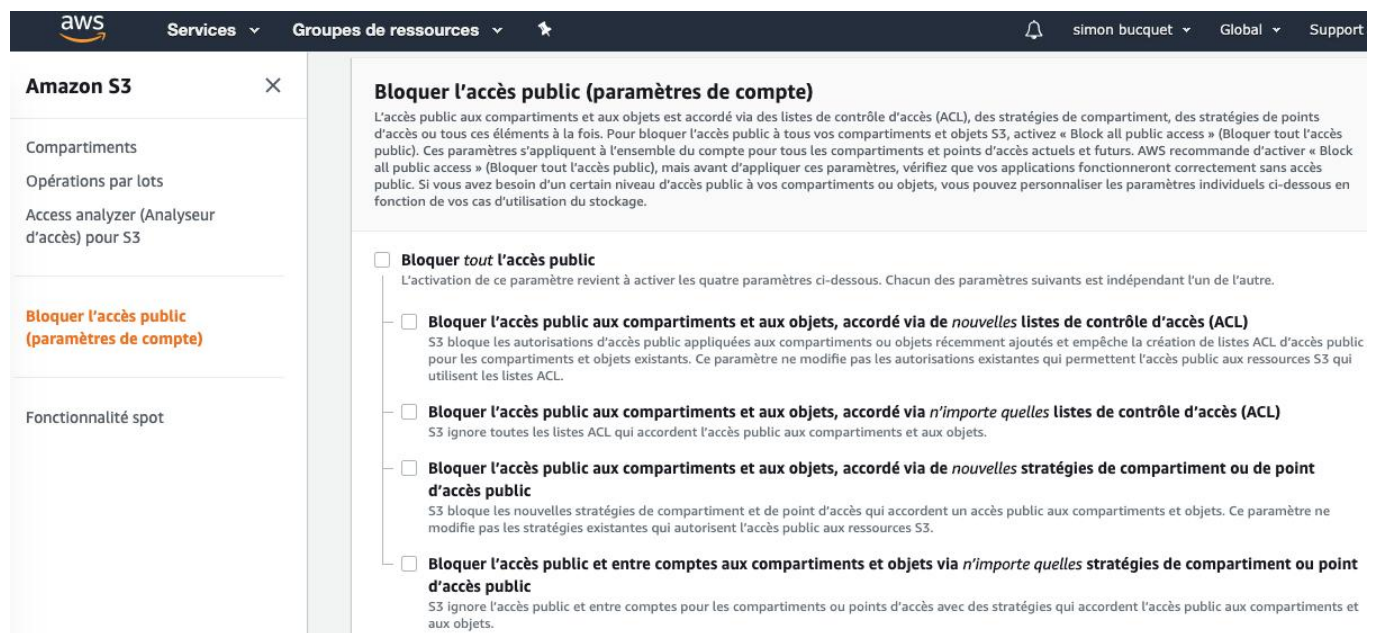 aws
Services
Groupes de ressources
simon bucquet
Global
Support
Amazon S3
Compartiments
Opérations par lots
Access analyzer (Analyseur
d'accès) pour S3
Bloquer l'accès public
(paramètres de compte)
Fonctionnalité spot
Bloquer l'accès public (paramètres de compte)
L'accès public aux compartiments et aux objets est accordé via des listes de contrôle d'accès (ACL), des stratégies de compartiment, des stratégies de points
d'accès ou tous ces éléments à la fois. Pour bloquer l'accès public à tous vos compartiments et objets S3, activez « Block all public access » (Bloquer tout l'accès
public). Ces paramètres s'appliquent à l'ensemble du compte pour tous les compartiments et points d'accès actuels et futurs. AWS recommande d'activer « Block
all public access » (Bloquer tout l'accès public), mais avant d'appliquer ces paramètres, vérifiez que vos applications fonctionneront correctement sans accès
public. Si vous avez besoin d'un certain niveau d'accès public à vos compartiments ou objets, vous pouvez personnaliser les paramètres individuels ci-dessous en
fonction de vos cas d'utilisation du stockage.
Bloquer tout l'accès public
L'activation de ce paramètre revient à activer les quatre paramètres ci-dessous. Chacun des paramètres suivants est indépendant l'un de l'autre.
Bloquer l'accès public aux compartiments et aux objets, accordé via de nouvelles listes de contrôle d'accès (ACL)
S3 bloque les autorisations d'accès public appliquées aux compartiments ou objets récemment ajoutés et empêche la création de listes ACL d'accès public
pour les compartiments et objets existants. Ce paramètre ne modifie pas les autorisations existantes qui permettent l'accès public aux ressources S3 qui
utilisent les listes ACL.
Bloquer l'accès public aux compartiments et aux objets, accordé via n'importe quelles listes de contrôle d'accès (ACL)
S3 ignore toutes les listes ACL qui accordent l'accès public aux compartiments et aux objets.
Bloquer l'accès public aux compartiments et aux objets, accordé via de nouvelles stratégies de compartiment ou de point
d'accès public
S3 bloque les nouvelles stratégies de compartiment et de point d'accès qui accordent un accès public aux compartiments et objets. Ce paramètre ne
modifie pas les stratégies existantes qui autorisent l'accès public aux ressources S3.
Bloquer l'accès public et entre comptes aux compartiments et objets via n'importe quelles stratégies de compartiment ou point
d'accès public
S3 ignore l'accès public et entre comptes pour les compartiments ou points d'accès avec des stratégies qui accordent l'accès public aux compartiments et
aux objets.